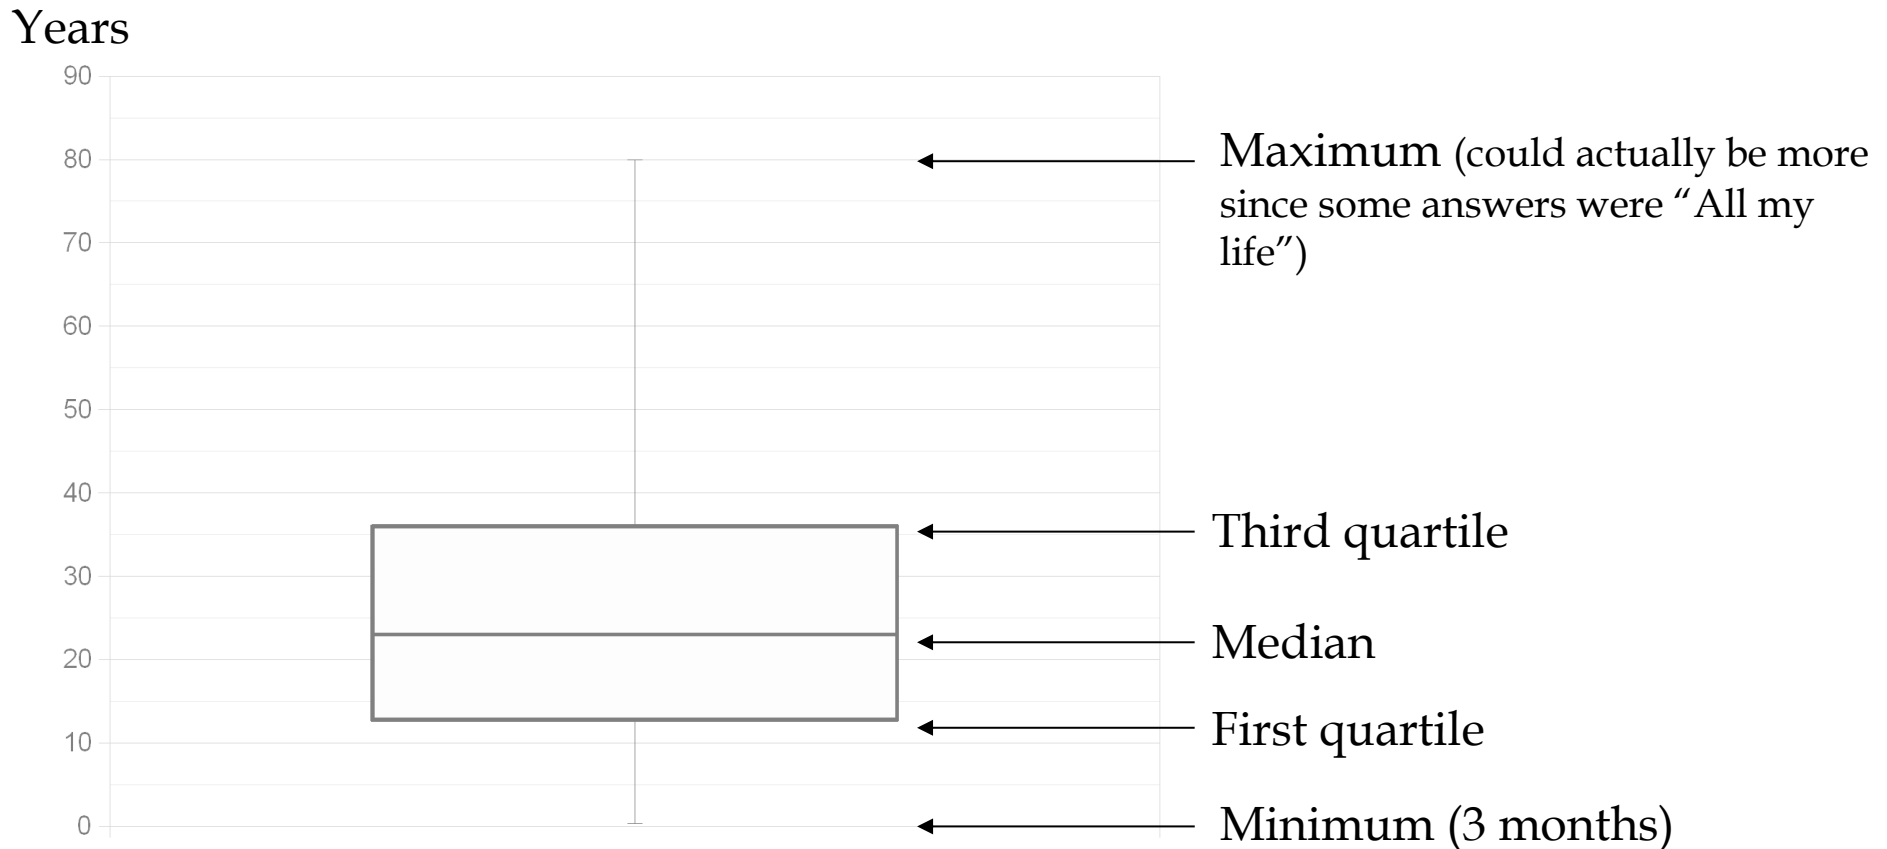 Years
90
80
70
60
50
40
30
20
10
0
Maximum (could actually be more
since some answers were “All my
life”)
Third quartile
Median
First quartile
Minimum (3 months)